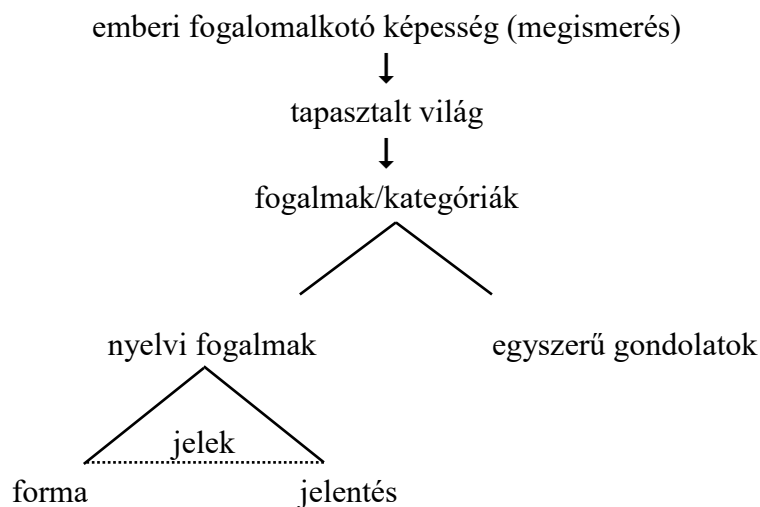 emberi fogalomalkotó képesség (megismerés)
tapasztalt világ
fogalmak/kategóriák
nyelvi fogalmak egyszerű gondolatok
jelek
forma jelentés